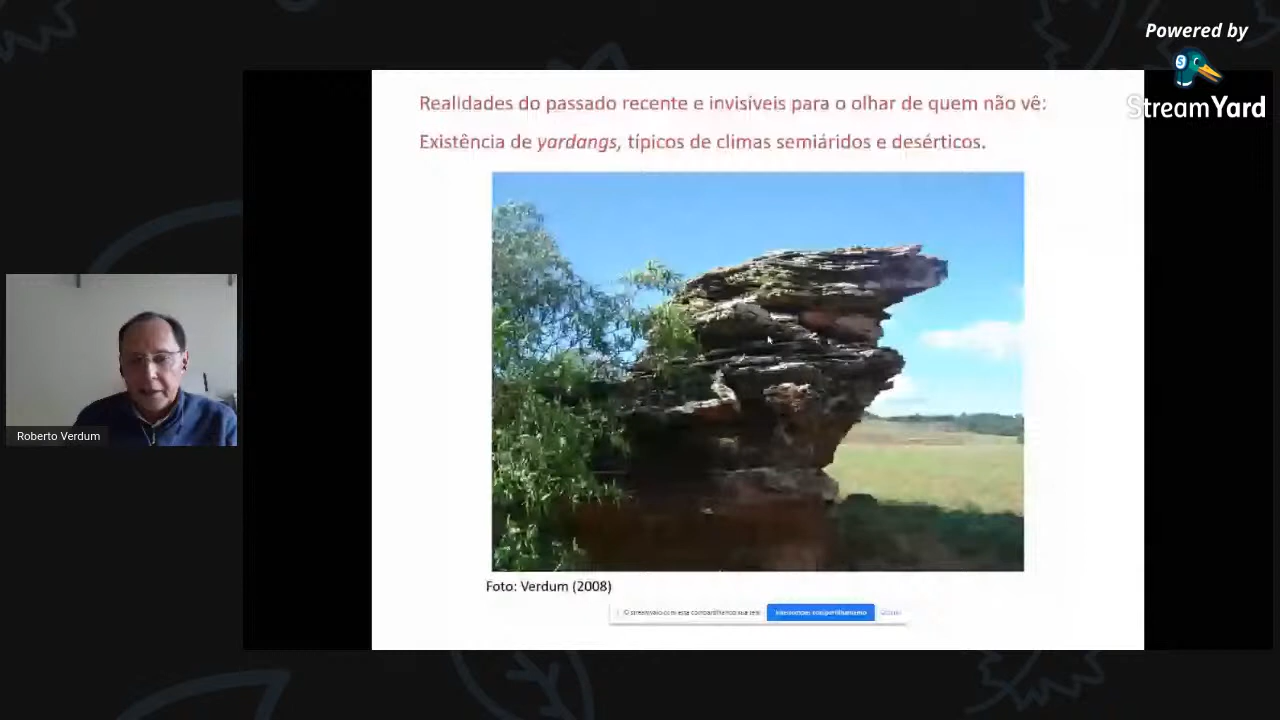 Powered by
StreamYard
Realidades do passado recente e invisíveis para o olhar de quem não vê:
Existência de yardangs, típicos de climas semiáridos e desérticos.
Roberto Verdum
Foto: Verdum (2008)